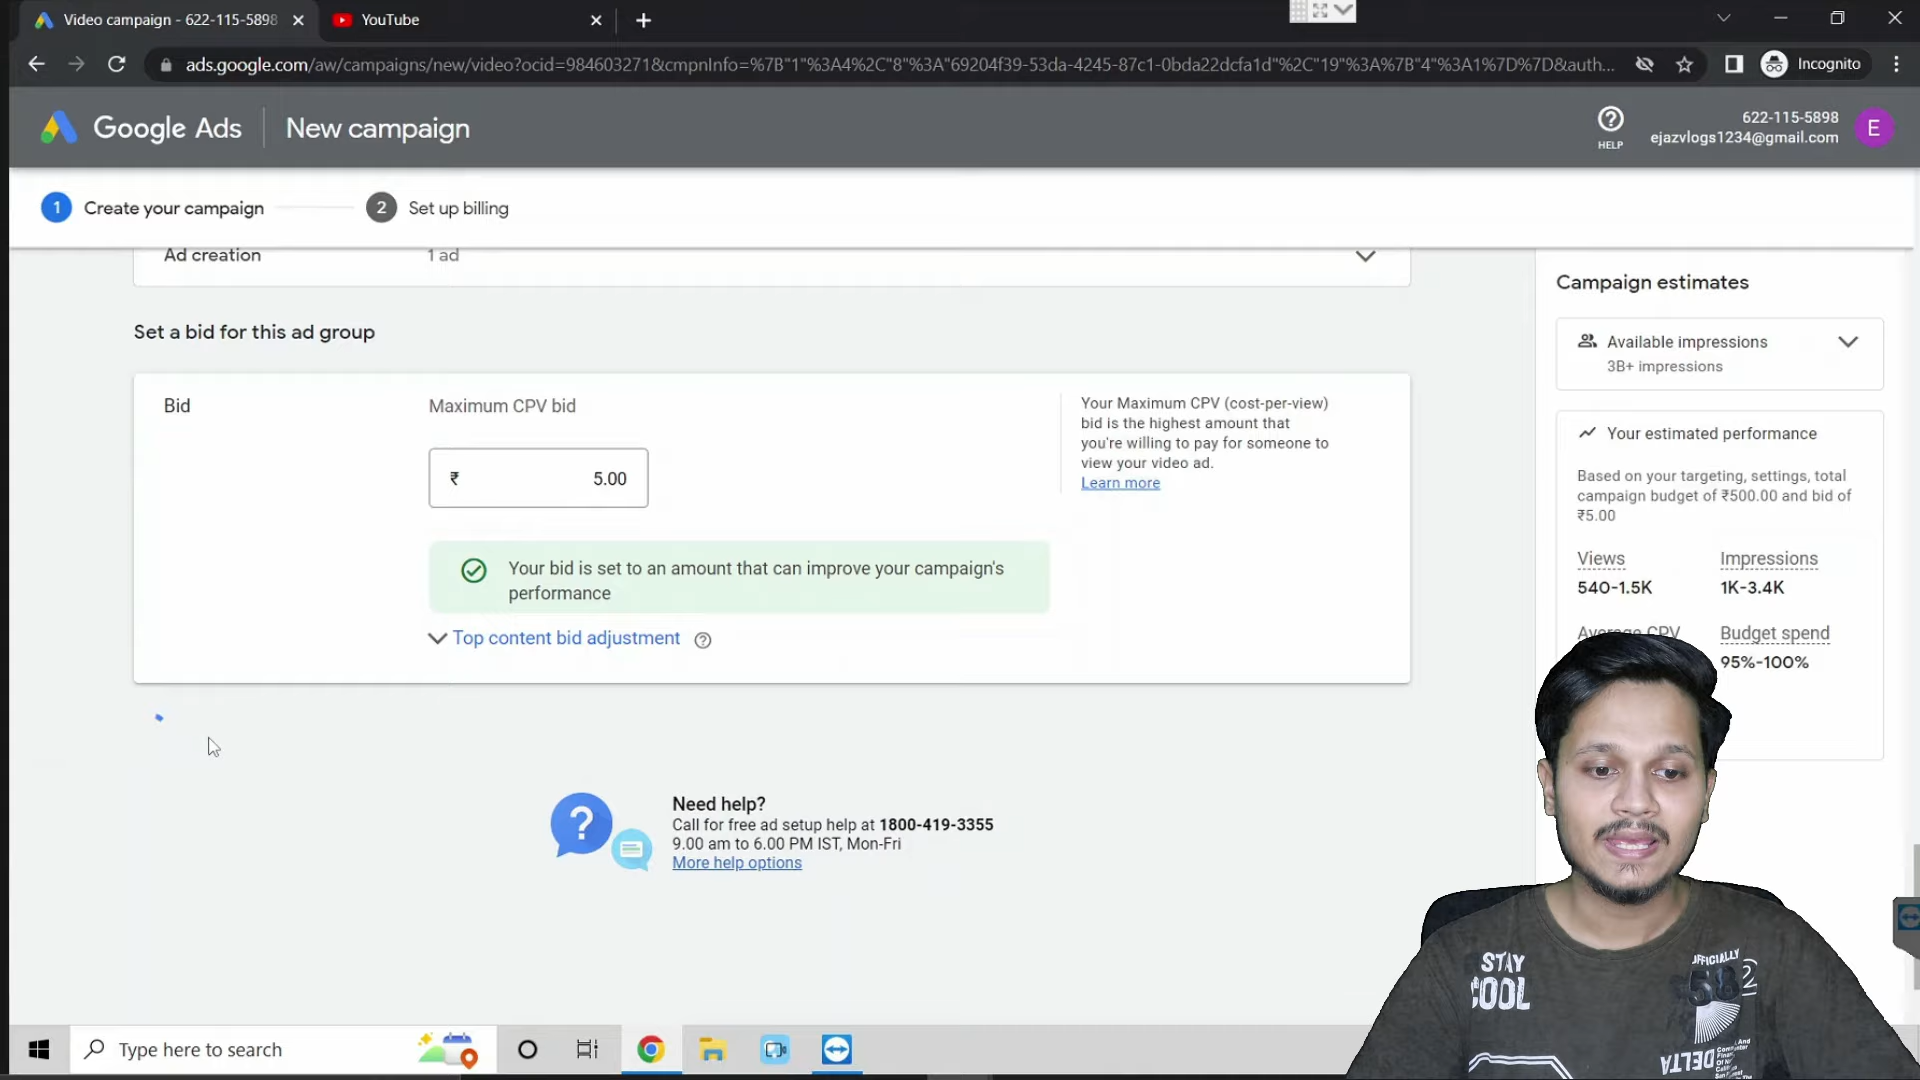 Video campaign - 622-115-5898
YouTube
ads.google.com/aw/campaigns/new/video?ocid=984603271&cmpnInfo=%7B"1"%3A4%2C"8"%3A"69204f39-53da-4245-87c1-0bda22dcfa1d"%2C"19"%3A%7B"4"%3A1%7D%7D&auth...
Incognito
Google Ads
New campaign
HELP
622-115-5898
ejazvlogs1234@gmail.com
E
1 Create your campaign
2 Set up billing
Ad creation
1 ad
Set a bid for this ad group
Bid
Maximum CPV bid
₹ 5.00
Your bid is set to an amount that can improve your campaign's
performance
Top content bid adjustment
Your Maximum CPV (cost-per-view)
bid is the highest amount that
you're willing to pay for someone to
view your video ad.
Learn more
Campaign estimates
Available impressions
3B+ impressions
Your estimated performance
Based on your targeting, settings, total
campaign budget of ₹500.00 and bid of
₹5.00
Views
540-1.5K
Impressions
1K-3.4K
Average CPV
Budget spend
95%-100%
Need help?
Call for free ad setup help at 1800-419-3355
9.00 am to 6.00 PM IST, Mon-Fri
More help options
STAY
COOL
OFFICIALLY
DELTA
Type here to search